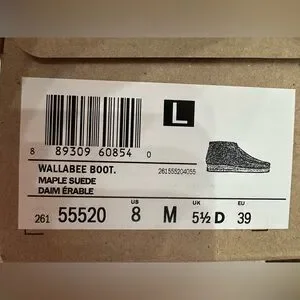 L
8 89309 60854 0
WALLABEE BOOT. 261555204055
MAPLE SUEDE
DAIM ÉRABLE
US UK EU
261 55520 8 M 5½ D 39